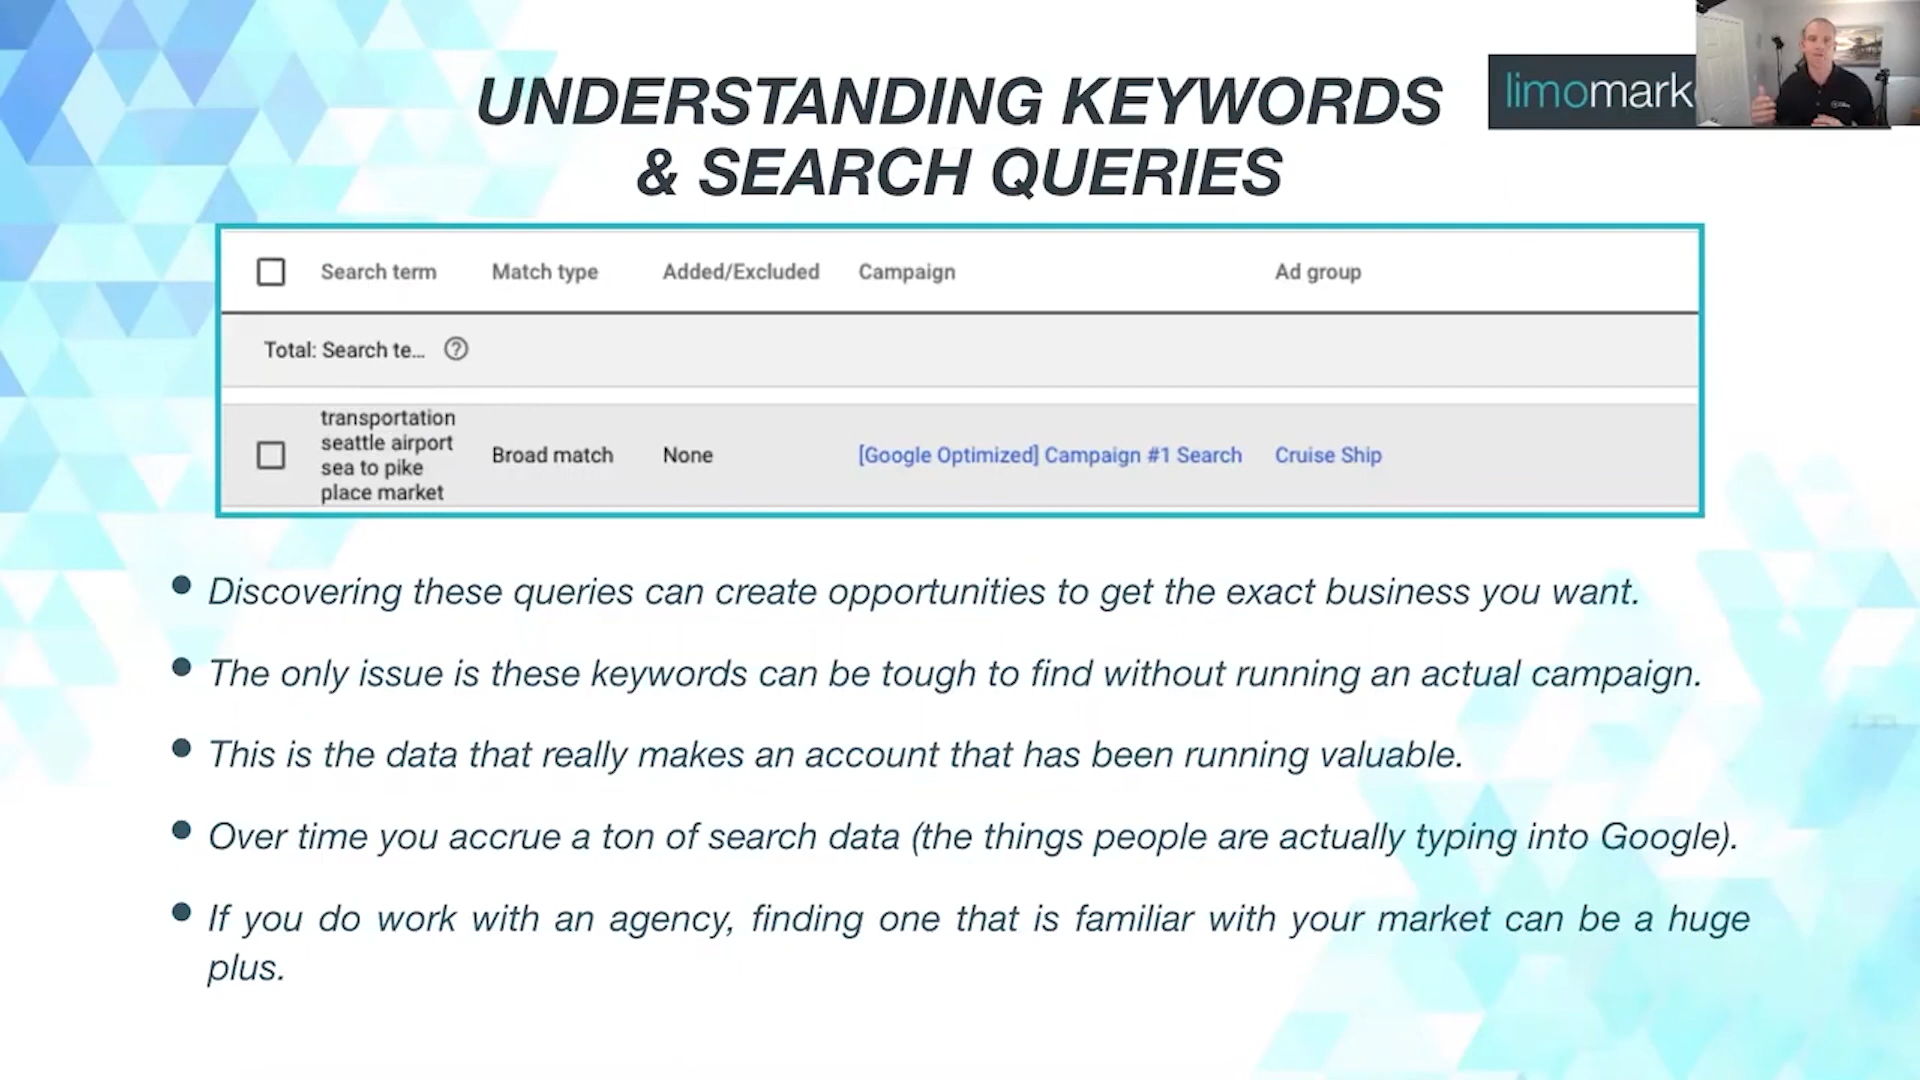 UNDERSTANDING KEYWORDS
& SEARCH QUERIES
limomark
Search term Match type Added/Excluded Campaign Ad group
Total: Search te...
transportation
seattle airport
sea to pike
place market
Broad match None [Google Optimized] Campaign #1 Search Cruise Ship
• Discovering these queries can create opportunities to get the exact business you want.
• The only issue is these keywords can be tough to find without running an actual campaign.
• This is the data that really makes an account that has been running valuable.
• Over time you accrue a ton of search data (the things people are actually typing into Google).
• If you do work with an agency, finding one that is familiar with your market can be a huge
plus.